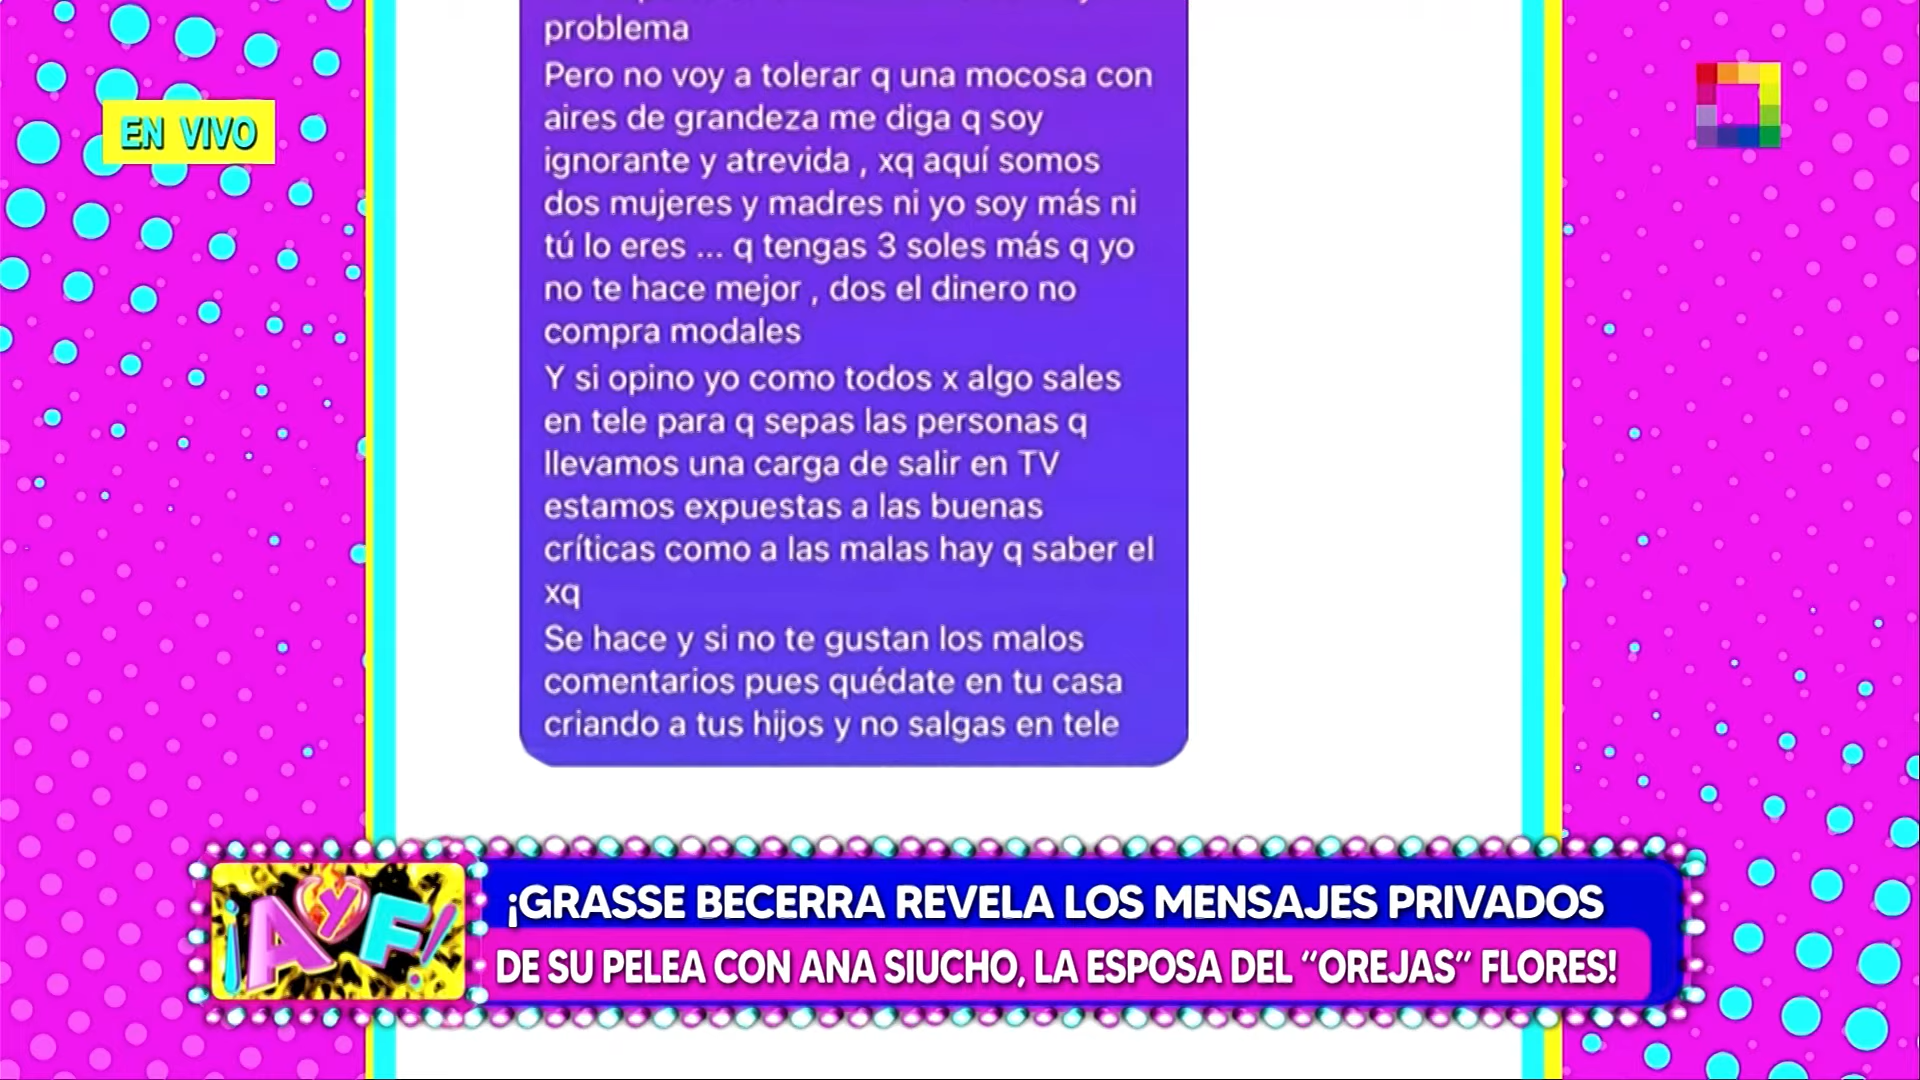 problema
Pero no voy a tolerar q una mocosa con
aires de grandeza me diga q soy
ignorante y atrevida , xq aquí somos
dos mujeres y madres ni yo soy más ni
tú lo eres ... q tengas 3 soles más q yo
no te hace mejor , dos el dinero no
compra modales
Y si opino yo como todos x algo sales
en tele para q sepas las personas q
llevamos una carga de salir en TV
estamos expuestas a las buenas
críticas como a las malas hay q saber el
xq
Se hace y si no te gustan los malos
comentarios pues quédate en tu casa
criando a tus hijos y no salgas en tele
EN VIVO
¡AYF!
¡GRASSE BECERRA REVELA LOS MENSAJES PRIVADOS
DE SU PELEA CON ANA SIUCHO, LA ESPOSA DEL “OREJAS” FLORES!